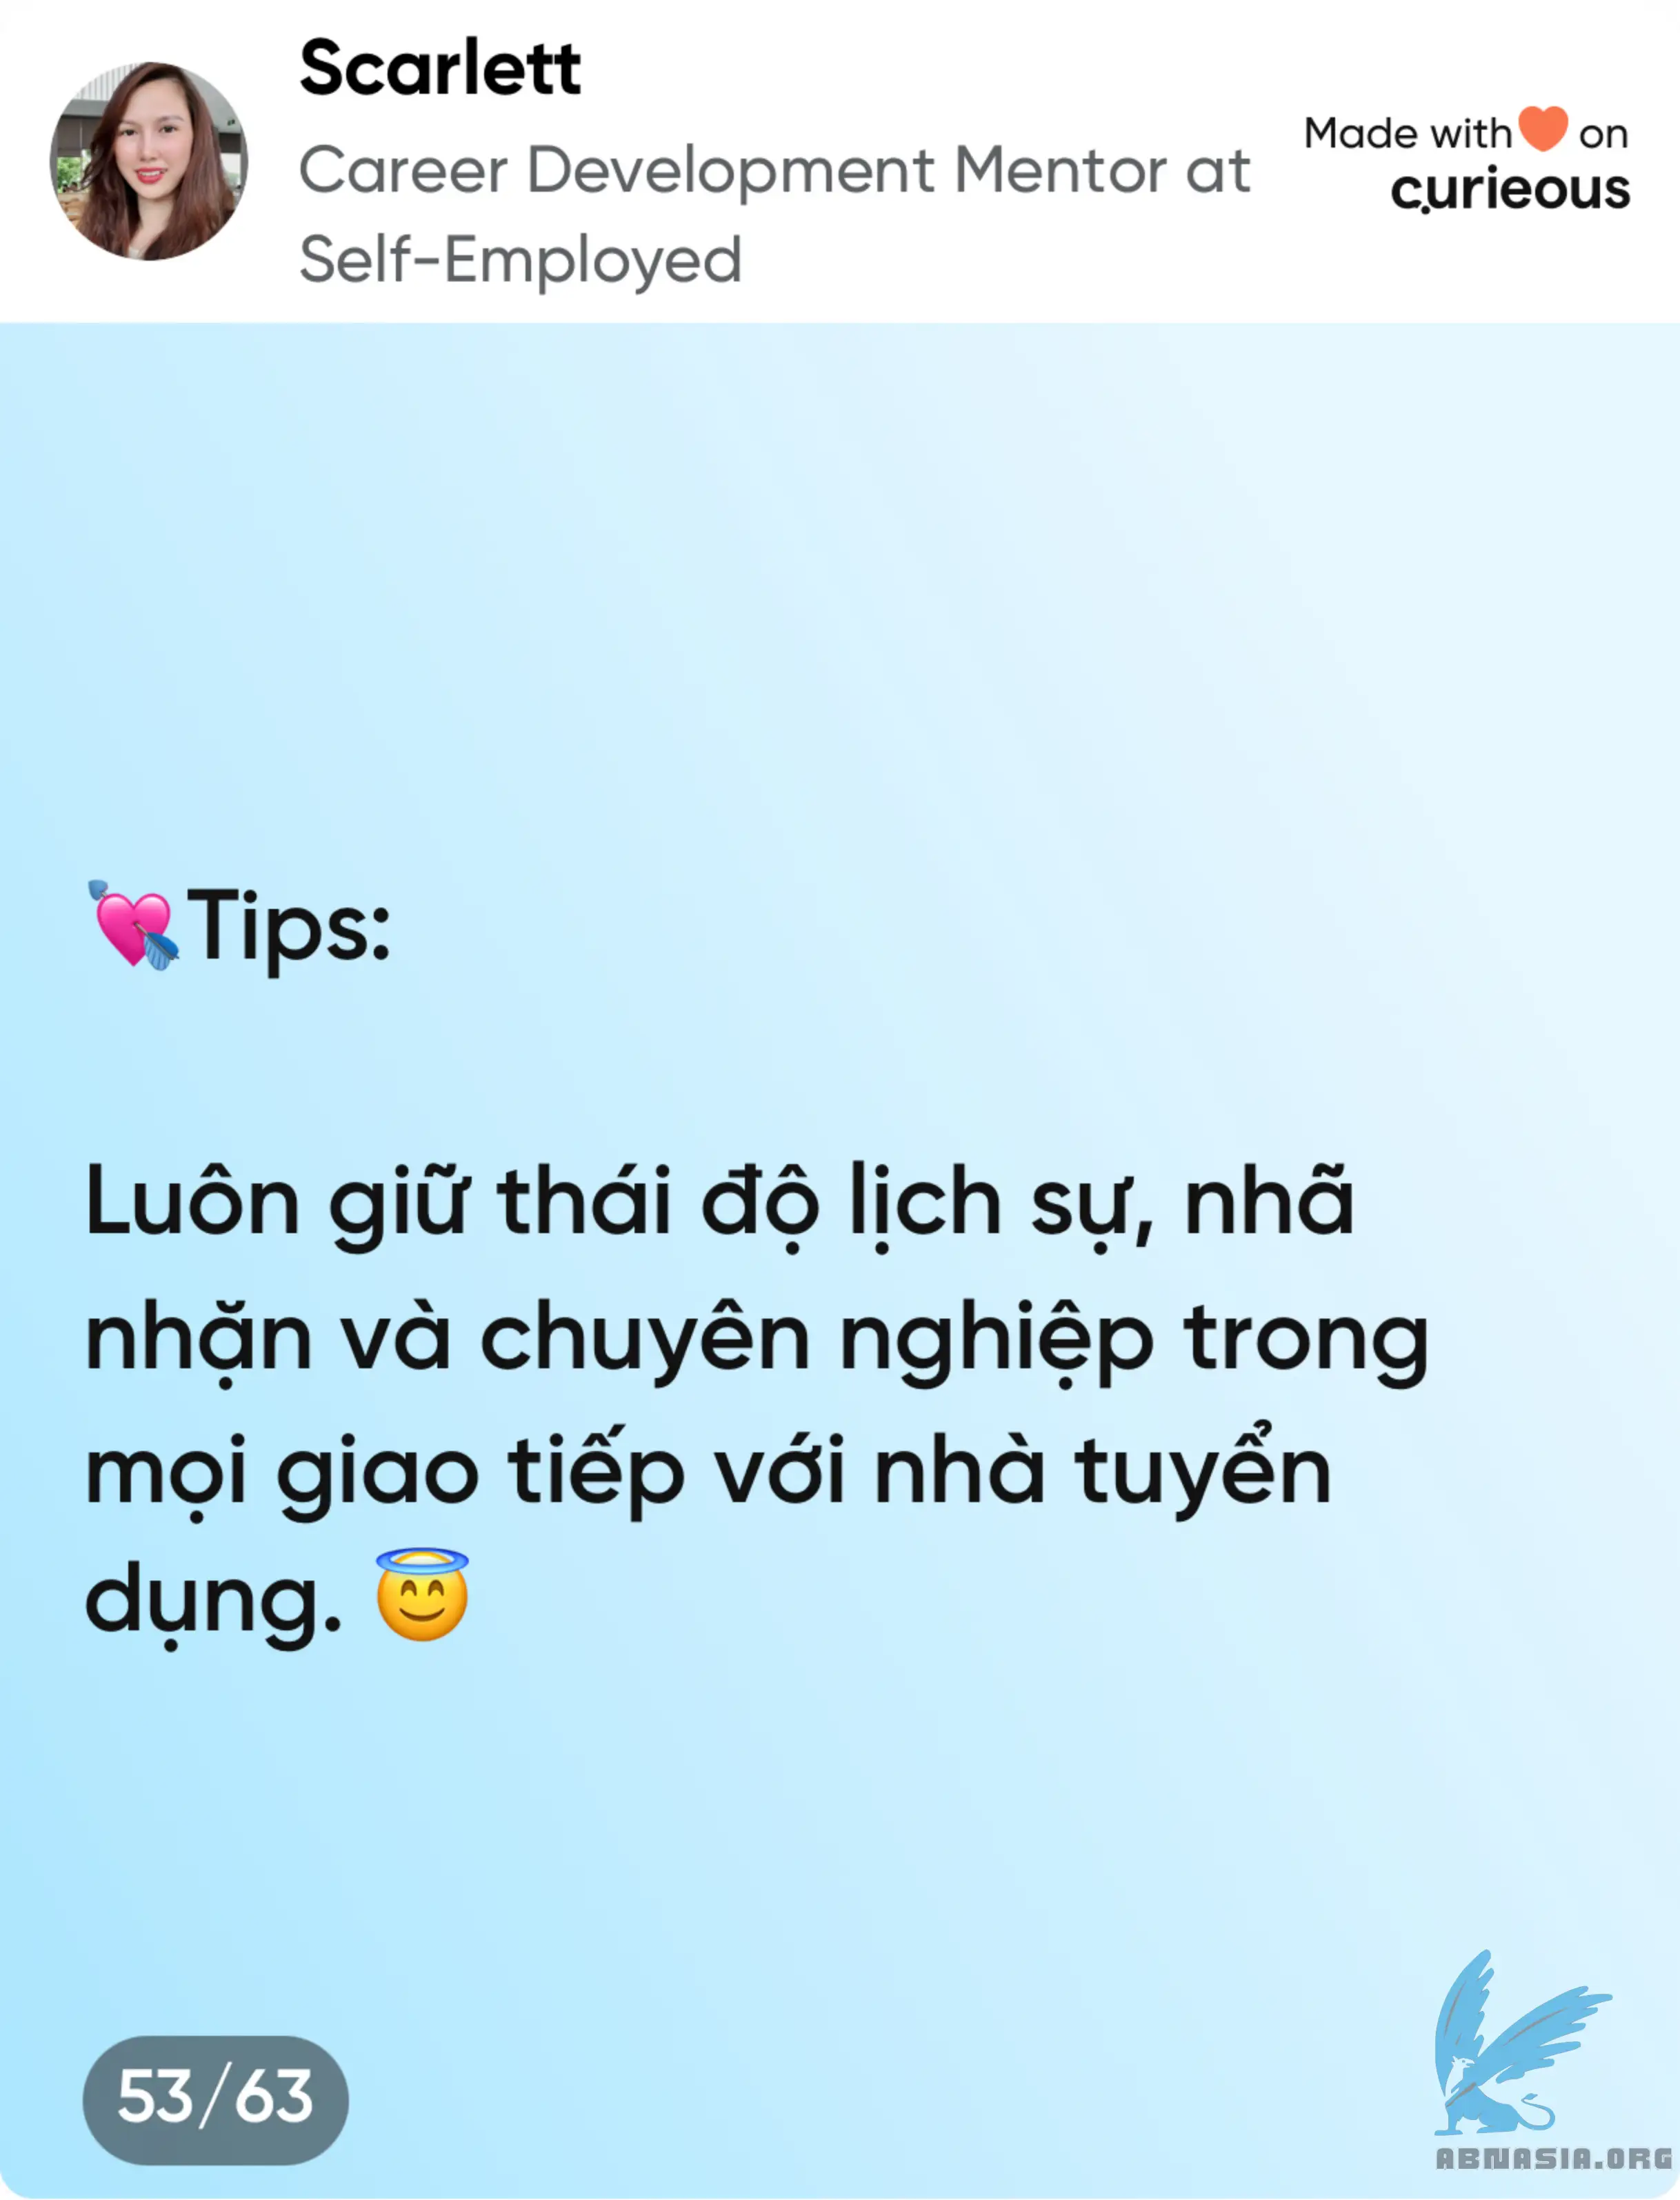 Scarlett
Career Development Mentor at
Self-Employed
Made with🧡on
curieous
💘Tips:
Luôn giữ thái độ lịch sự, nhã
nhặn và chuyên nghiệp trong
mọi giao tiếp với nhà tuyển
dụng. 😇
53/63
ABNASIA.ORG